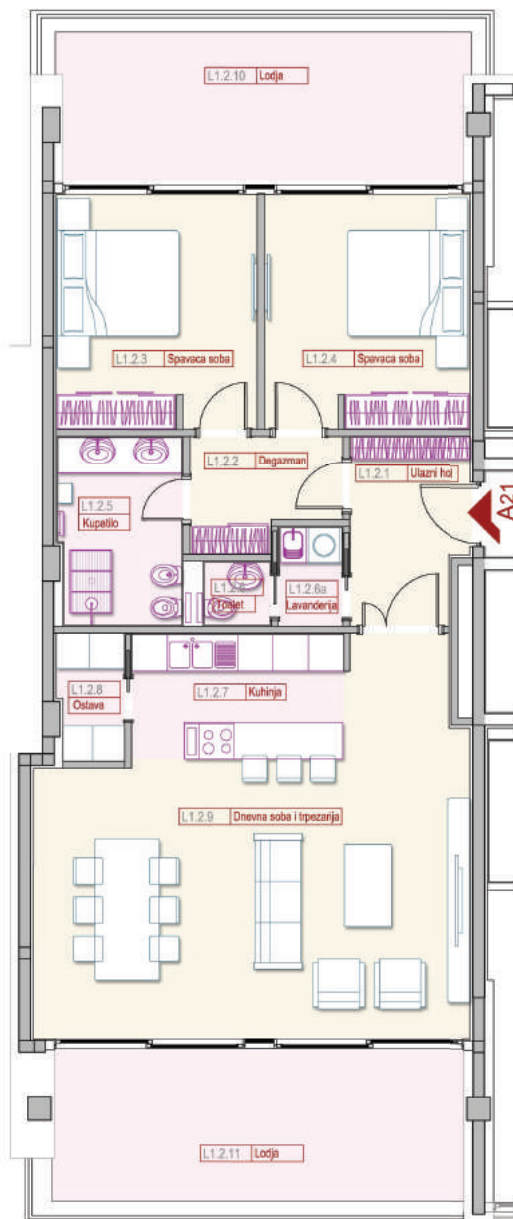 L1.2.10 Lodja
L1.2.3 Spavaca soba
L1.2.4 Spavaca soba
L1.2.2 Degazman
L1.2.1 Ulazni hol
A21
L1.2.5
Kupatilo
Toalet
L1.2.6a
Lavanderija
L1.2.7 Kuhinja
L1.2.8
Ostava
L1.2.9 Dnevna soba i trpezarija
L1.2.11 Lodja